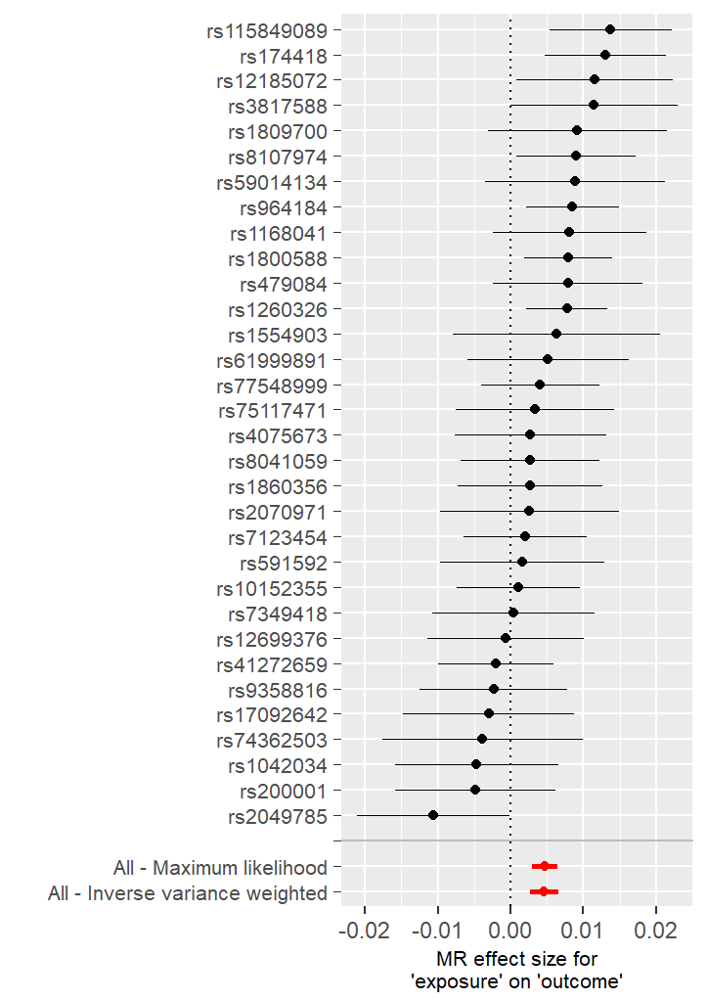 rs115849089
rs174418
rs12185072
rs3817588
rs1809700
rs8107974
rs59014134
rs964184
rs1168041
rs1800588
rs479084
rs1260326
rs1554903
rs61999891
rs77548999
rs75117471
rs4075673
rs8041059
rs1860356
rs2070971
rs7123454
rs591592
rs10152355
rs7349418
rs12699376
rs41272659
rs9358816
rs17092642
rs74362503
rs1042034
rs200001
rs2049785
All - Maximum likelihood
All - Inverse variance weighted
-0.02 -0.01 0.00 0.01 0.02
MR effect size for
'exposure' on 'outcome'